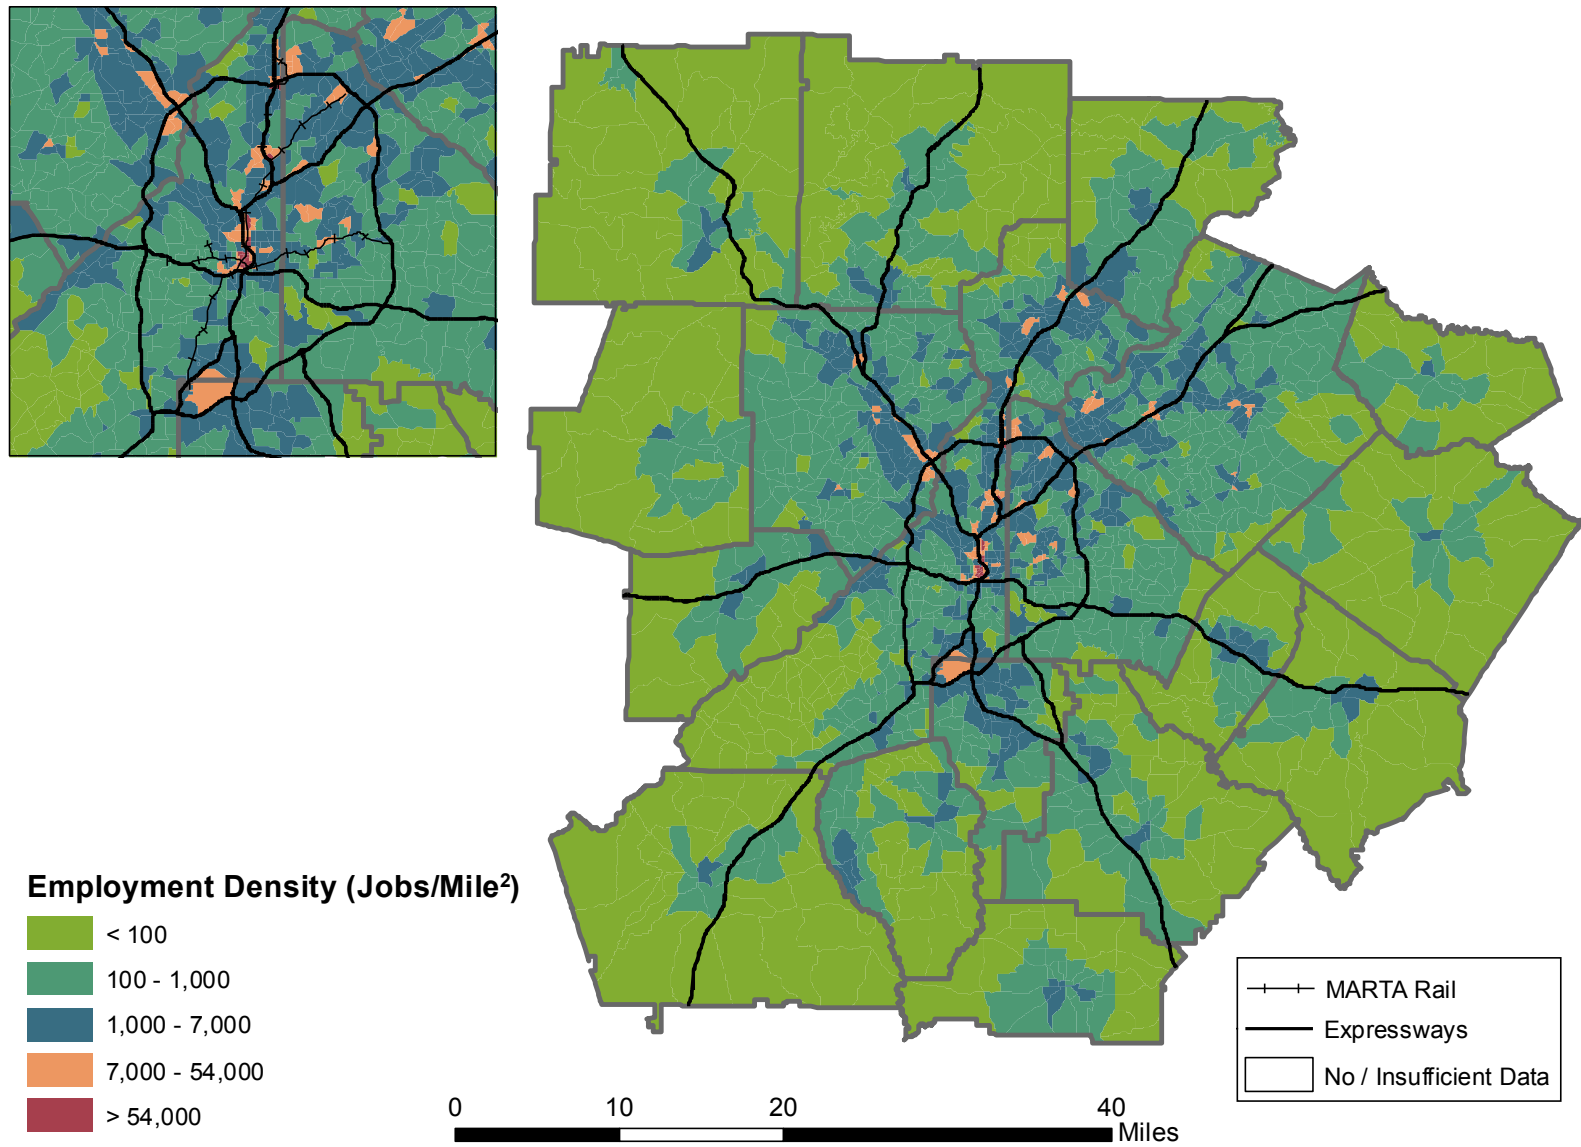 Employment Density (Jobs/Mile²)
< 100
100 - 1,000
1,000 - 7,000
7,000 - 54,000
> 54,000
MARTA Rail
Expressways
No / Insufficient Data
0 10 20 40
Miles